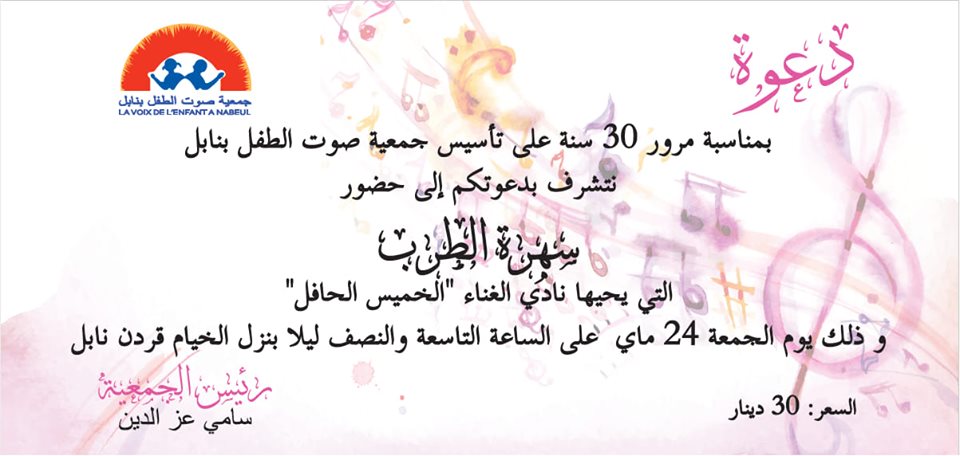 دعوة
جمعية صوت الطفل بنابل
LA VOIX DE L'ENFANT A NABEUL
بمناسبة مرور 30 سنة على تأسيس جمعية صوت الطفل بنابل
نتشرف بدعوتكم إلى حضور
سهرة الطرب
التي يحيها نادي الغناء "الخميس الحافل"
و ذلك يوم الجمعة 24 ماي على الساعة التاسعة والنصف ليلا بنزل الخيام قردن نابل
رئيس الجمعية
سامي عز الدين
السعر: 30 دينار